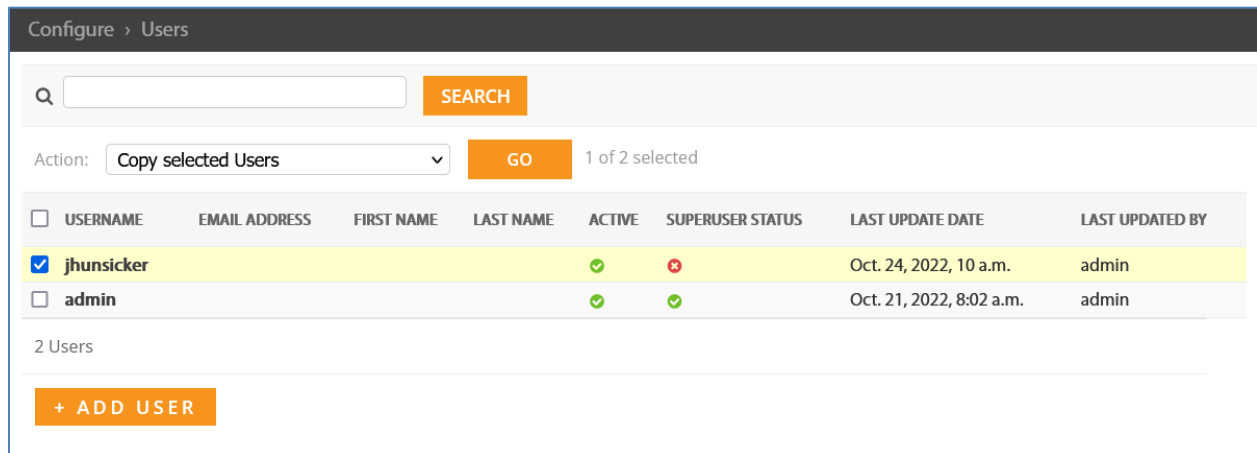 Configure › Users
SEARCH
Action: Copy selected Users GO 1 of 2 selected
USERNAME EMAIL ADDRESS FIRST NAME LAST NAME ACTIVE SUPERUSER STATUS LAST UPDATE DATE LAST UPDATED BY
jhunsicker Oct. 24, 2022, 10 a.m. admin
admin Oct. 21, 2022, 8:02 a.m. admin
2 Users
+ ADD USER